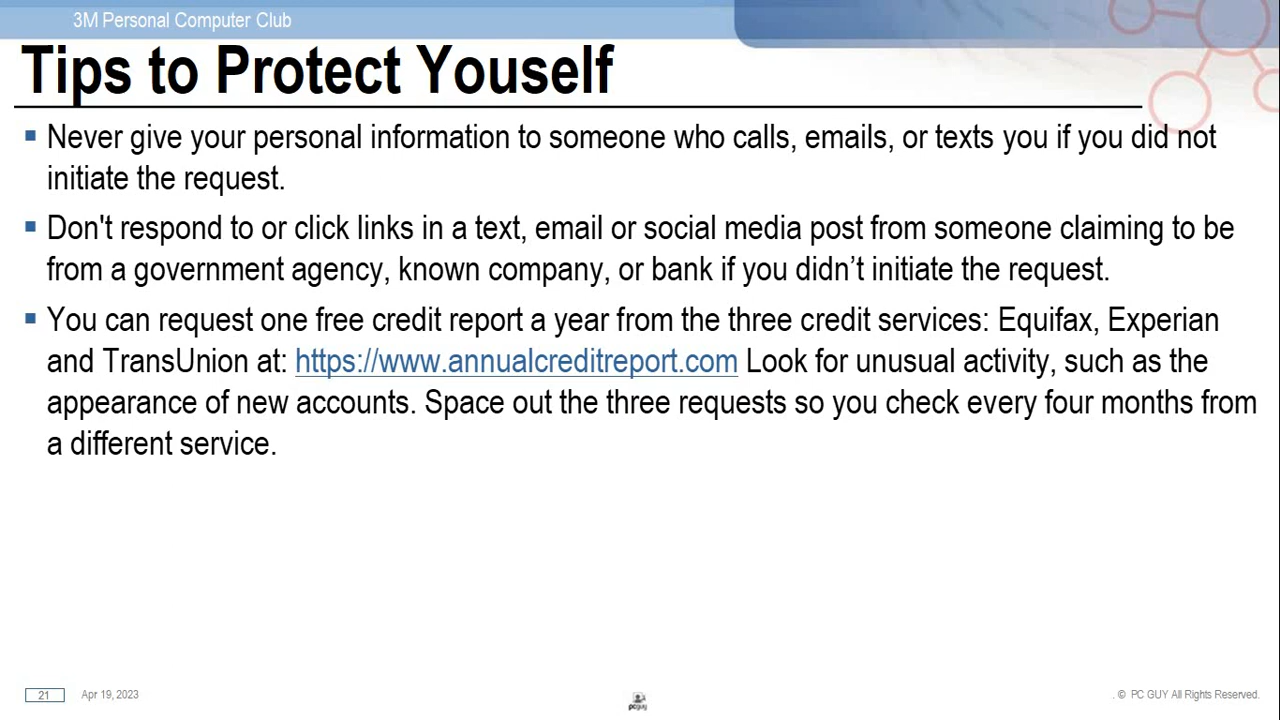 3M Personal Computer Club
Tips to Protect Youself
Never give your personal information to someone who calls, emails, or texts you if you did not
initiate the request.
Don't respond to or click links in a text, email or social media post from someone claiming to be
from a government agency, known company, or bank if you didn’t initiate the request.
You can request one free credit report a year from the three credit services: Equifax, Experian
and TransUnion at: https://www.annualcreditreport.com Look for unusual activity, such as the
appearance of new accounts. Space out the three requests so you check every four months from
a different service.
21 Apr 19, 2023
pcguy
. © PC GUY All Rights Reserved.